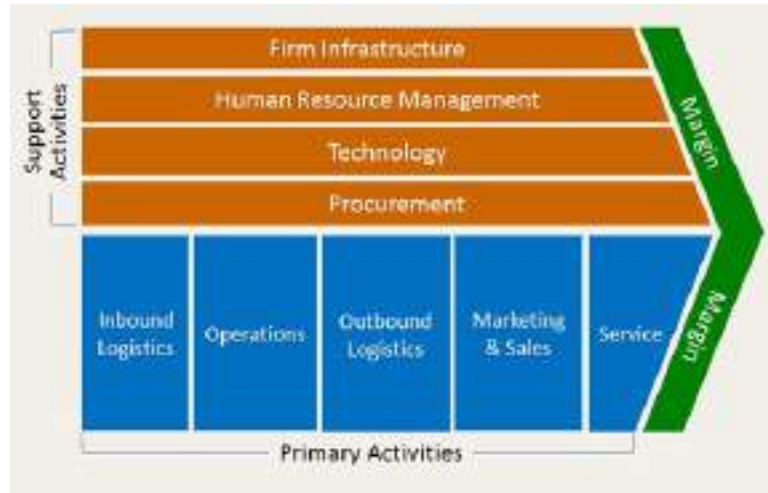 Support
Activities
Firm Infrastructure
Human Resource Management
Technology
Procurement
Margin
Margin
Inbound
Logistics
Operations
Outbound
Logistics
Marketing
& Sales
Service
Primary Activities